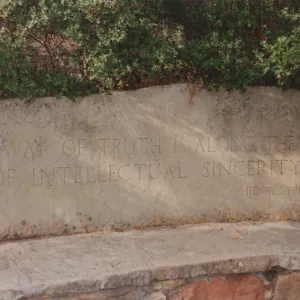 WAY OF TRUTH IS ALONG THE
OF INTELLECTUAL SINCERITY
HENRY